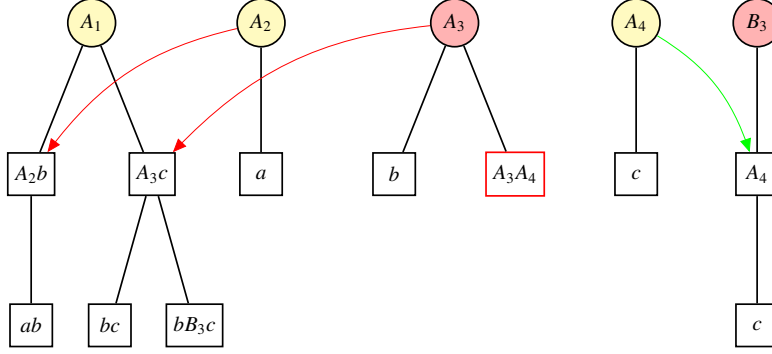 A₁ A₂ A₃ A₄ B₃
A₂b A₃c a b A₃A₄ c A₄
ab bc bB₃c c